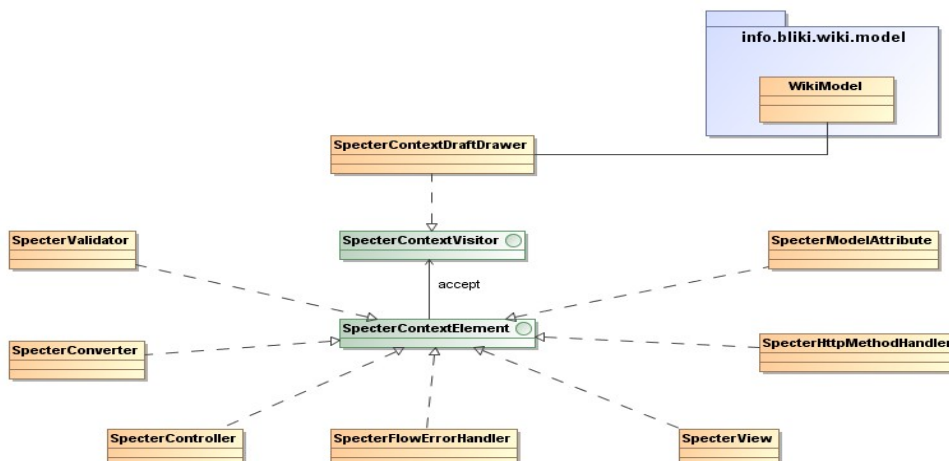 info.bliki.wiki.model
WikiModel
SpecterContextDraftDrawer
SpecterValidator
SpecterContextVisitor
SpecterModelAttribute
accept
SpecterContextElement
SpecterConverter
SpecterHttpMethodHandler
SpecterController
SpecterFlowErrorHandler
SpecterView